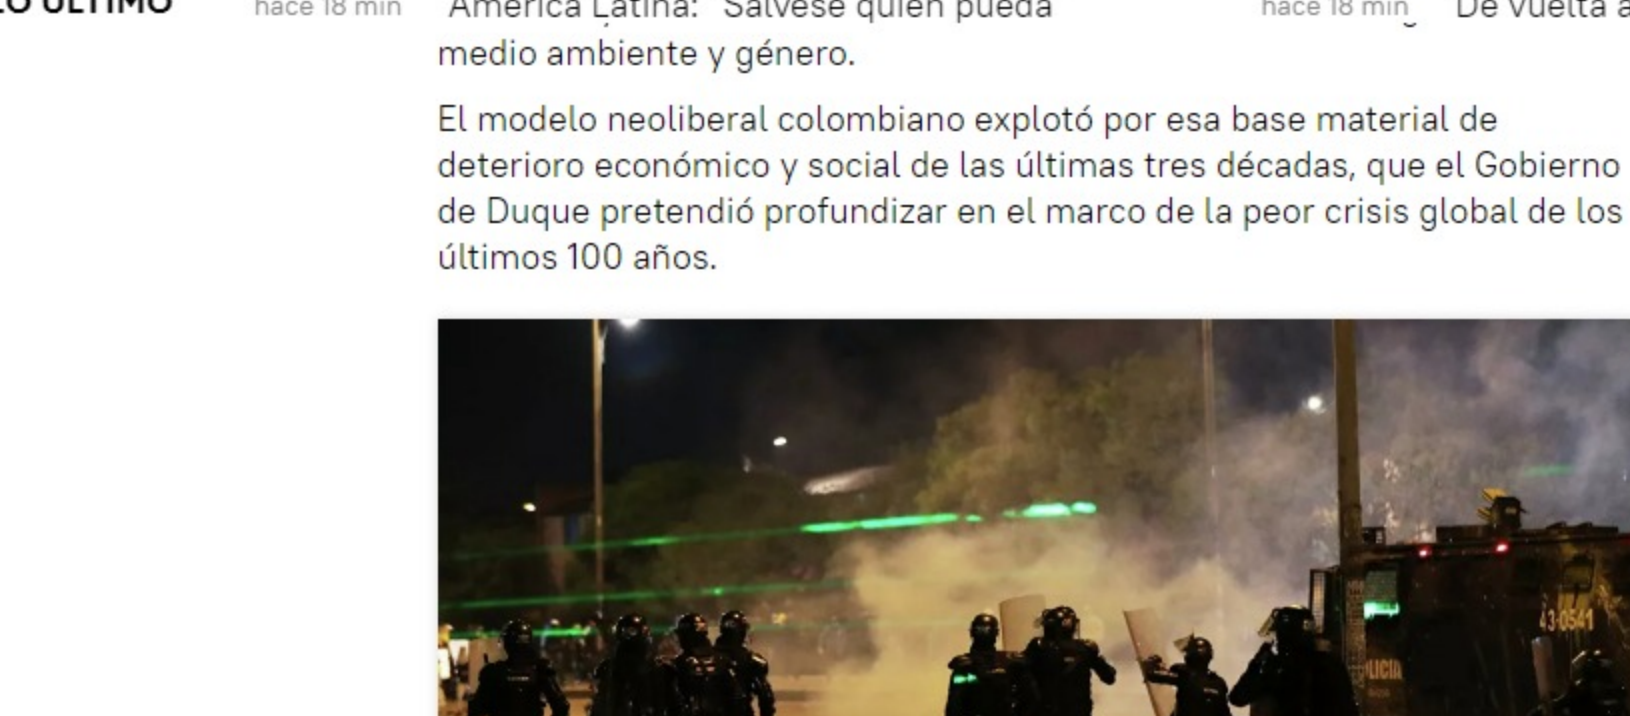 LO ÚLTIMO hace 18 min América Latina: "Sálvese quien pueda hace 18 min De vuelta a
medio ambiente y género.
El modelo neoliberal colombiano explotó por esa base material de
deterioro económico y social de las últimas tres décadas, que el Gobierno
de Duque pretendió profundizar en el marco de la peor crisis global de los
últimos 100 años.
43-0541
POLICIA